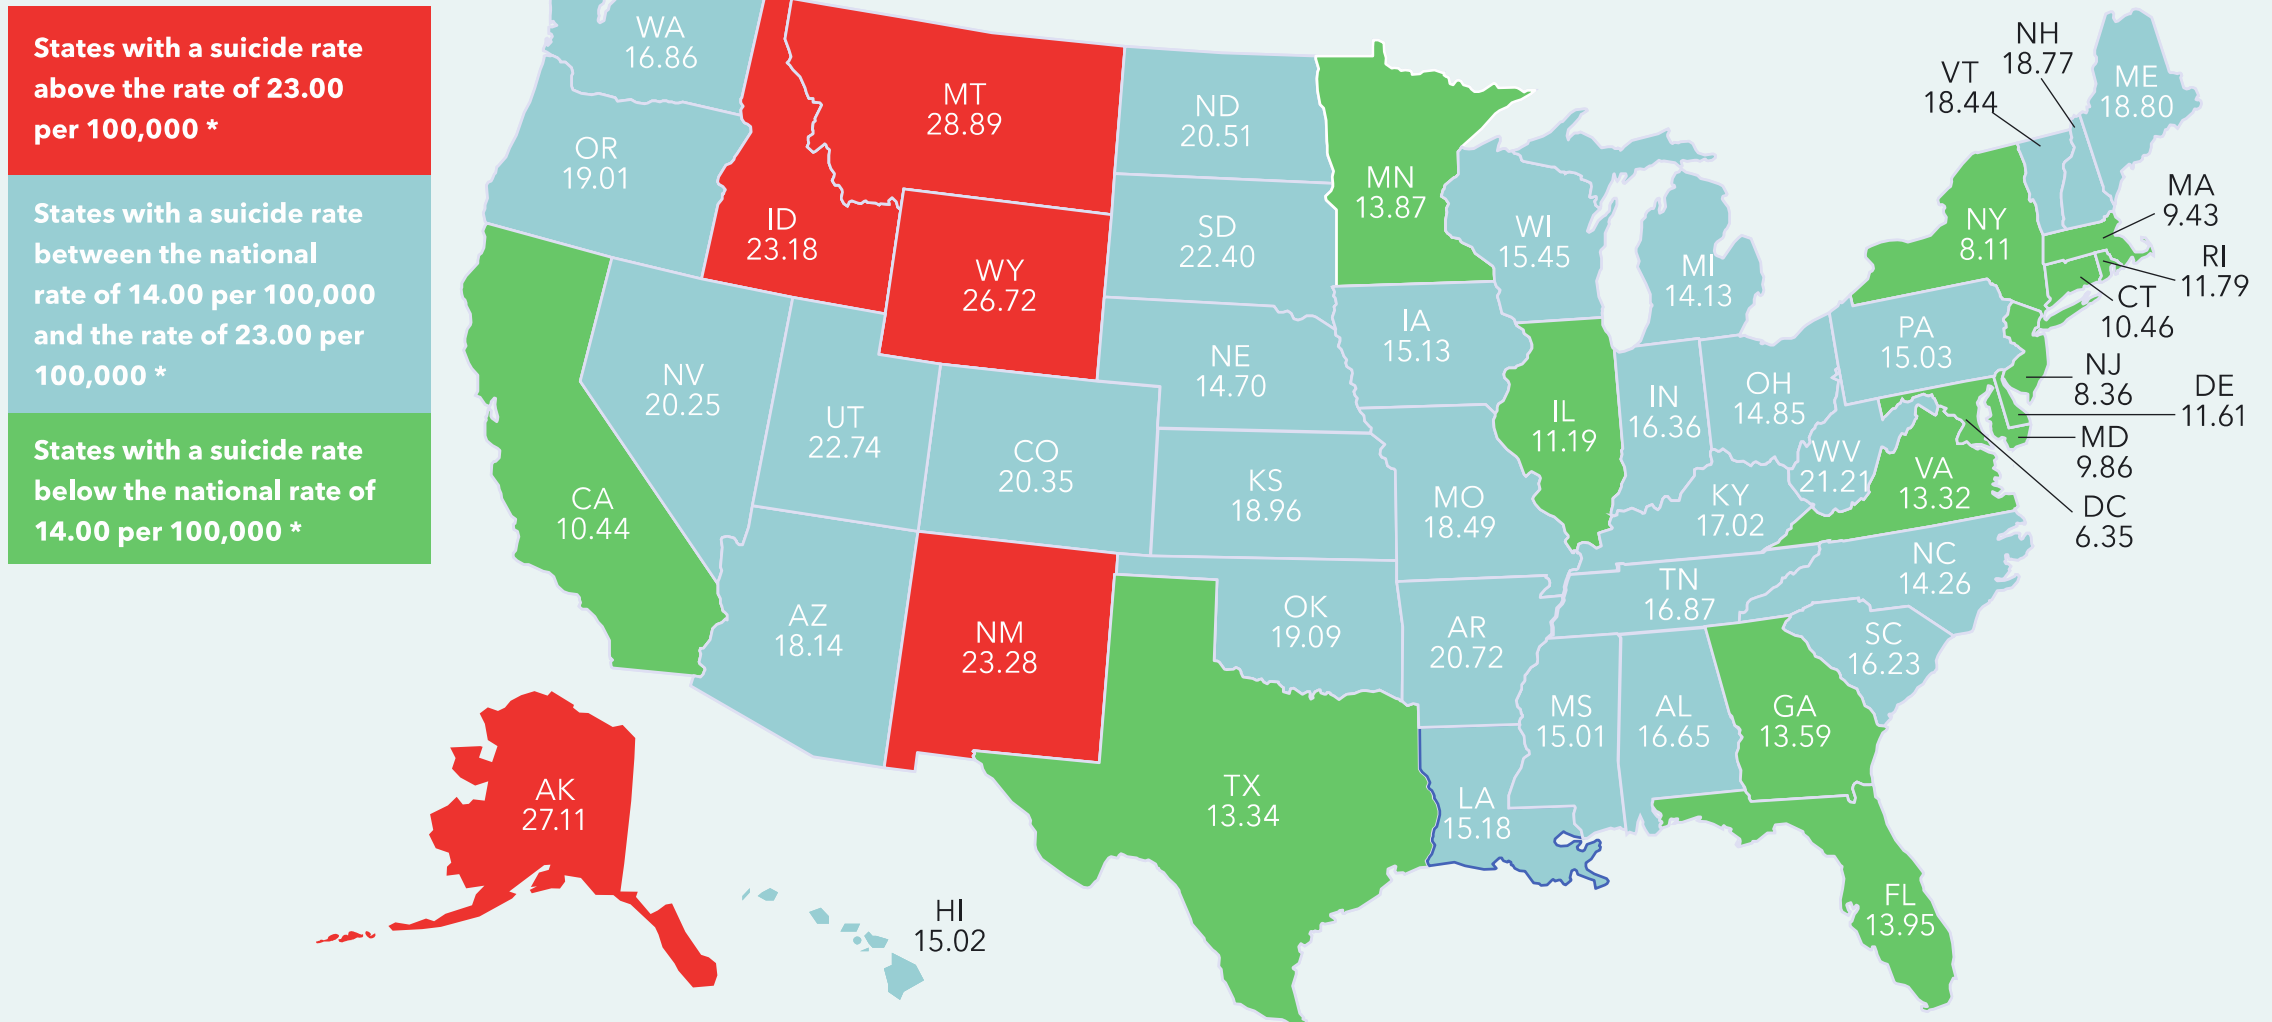 States with a suicide rate
above the rate of 23.00
per 100,000 *
States with a suicide rate
between the national
rate of 14.00 per 100,000
and the rate of 23.00 per
100,000 *
States with a suicide rate
below the national rate of
14.00 per 100,000 *
WA
16.86
OR
19.01
ID
23.18
MT
28.89
WY
26.72
ND
20.51
SD
22.40
NE
14.70
MN
13.87
WI
15.45
IA
15.13
MI
14.13
IL
11.19
IN
16.36
OH
14.85
PA
15.03
NY
8.11
VT
18.44
NH
18.77
ME
18.80
MA
9.43
RI
11.79
CT
10.46
NJ
8.36
DE
11.61
MD
9.86
DC
6.35
WV
21.21
VA
13.32
KY
17.02
NC
14.26
TN
16.87
SC
16.23
CA
10.44
NV
20.25
UT
22.74
CO
20.35
KS
18.96
MO
18.49
AZ
18.14
NM
23.28
OK
19.09
AR
20.72
MS
15.01
AL
16.65
GA
13.59
TX
13.34
LA
15.18
FL
13.95
AK
27.11
HI
15.02